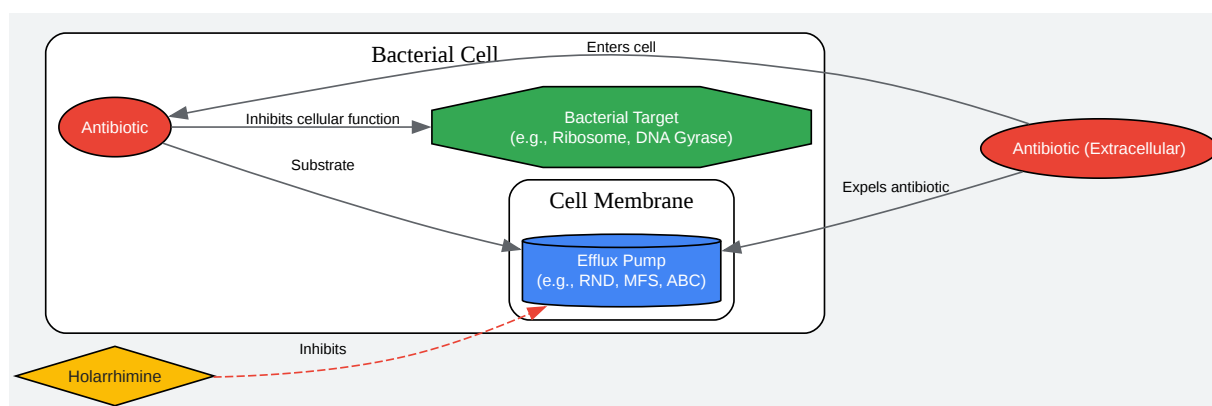 Bacterial Cell
Enters cell
Antibiotic
Inhibits cellular function
Bacterial Target
(e.g., Ribosome, DNA Gyrase)
Antibiotic (Extracellular)
Substrate
Expels antibiotic
Cell Membrane
Efflux Pump
(e.g., RND, MFS, ABC)
Inhibits
Holarrhimine